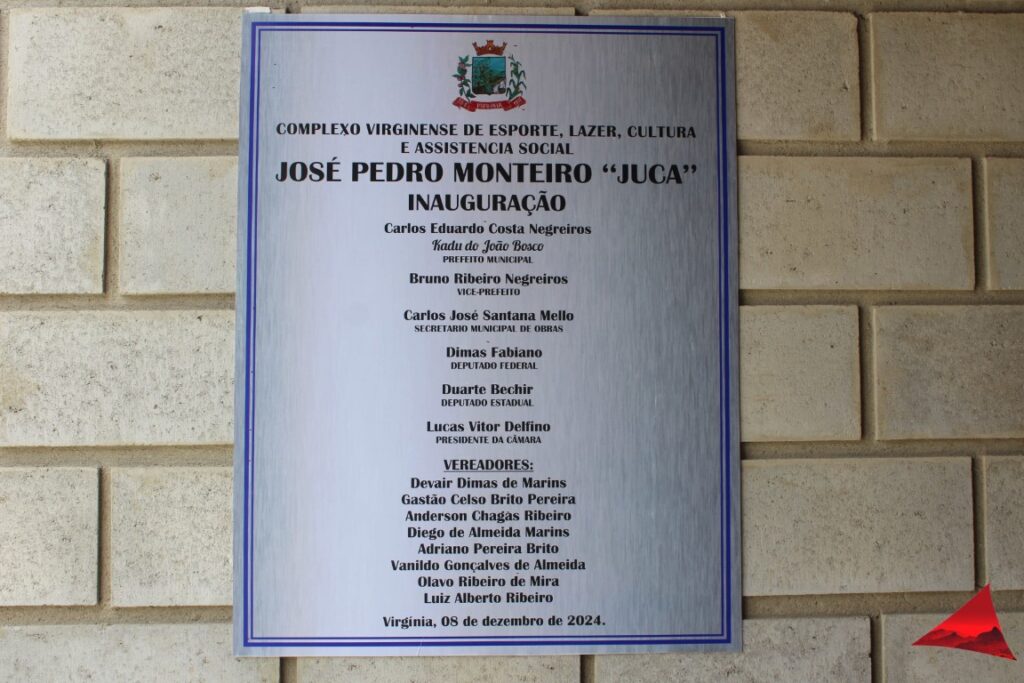 VIRGÍNIA
COMPLEXO VIRGINENSE DE ESPORTE, LAZER, CULTURA
E ASSISTENCIA SOCIAL
JOSÉ PEDRO MONTEIRO “JUCA”
INAUGURAÇÃO
Carlos Eduardo Costa Negreiros
Kadu do João Bosco
PREFEITO MUNICIPAL
Bruno Ribeiro Negreiros
VICE-PREFEITO
Carlos José Santana Mello
SECRETARIO MUNICIPAL DE OBRAS
Dimas Fabiano
DEPUTADO FEDERAL
Duarte Bechir
DEPUTADO ESTADUAL
Lucas Vitor Delfino
PRESIDENTE DA CÂMARA
VEREADORES:
Devair Dimas de Marins
Gastão Celso Brito Pereira
Anderson Chagas Ribeiro
Diego de Almeida Marins
Adriano Pereira Brito
Vanildo Gonçalves de Almeida
Olavo Ribeiro de Mira
Luiz Alberto Ribeiro
Virgínia, 08 de dezembro de 2024.